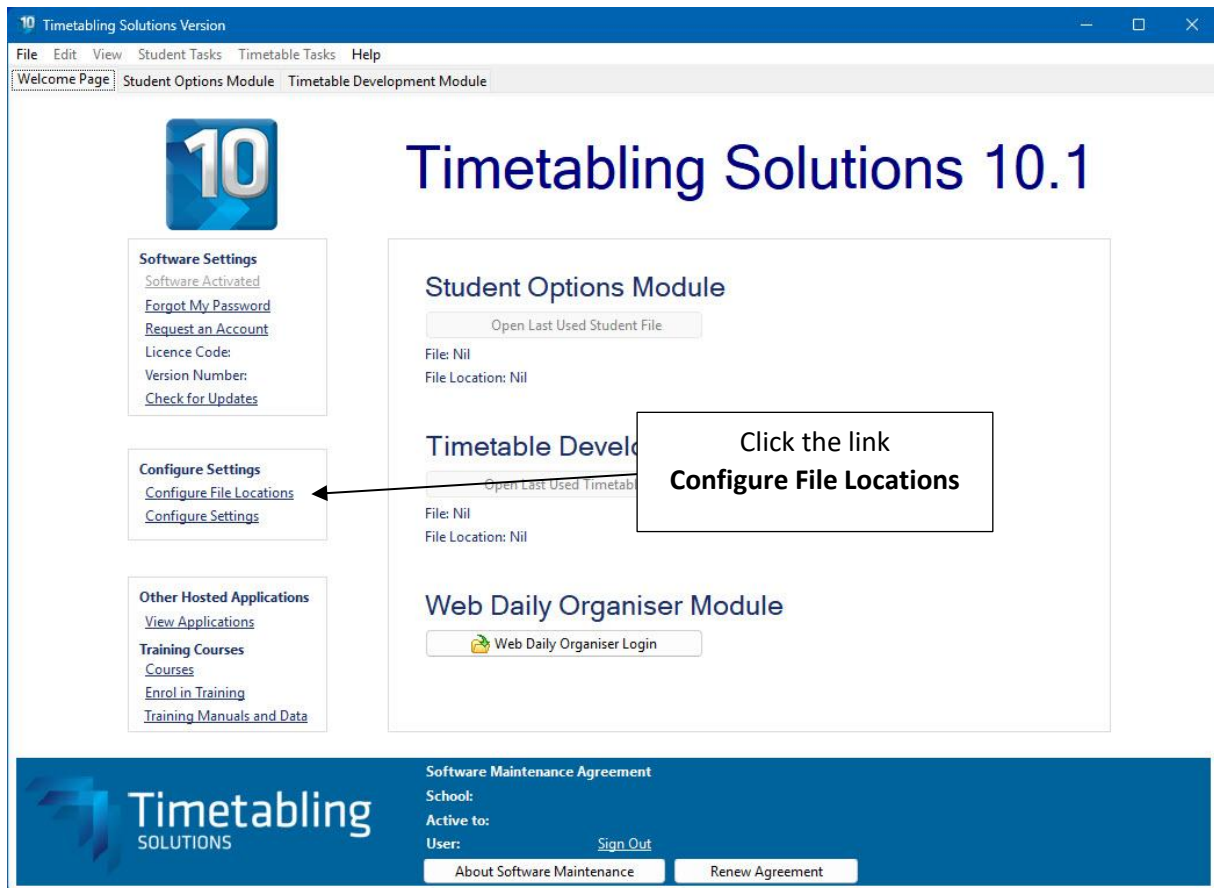 10 Timetabling Solutions Version
File Edit View Student Tasks Timetable Tasks Help
Welcome Page Student Options Module Timetable Development Module
10
Timetabling Solutions 10.1
Software Settings
Software Activated
Forgot My Password
Request an Account
Licence Code:
Version Number:
Check for Updates
Configure Settings
Configure File Locations
Configure Settings
Other Hosted Applications
View Applications
Training Courses
Courses
Enrol in Training
Training Manuals and Data
Student Options Module
Open Last Used Student File
File: Nil
File Location: Nil
Timetable Develo
Open Last Used Timetabl
File: Nil
File Location: Nil
Click the link
Configure File Locations
Web Daily Organiser Module
Web Daily Organiser Login
Timetabling
SOLUTIONS
Software Maintenance Agreement
School:
Active to:
User: Sign Out
About Software Maintenance Renew Agreement